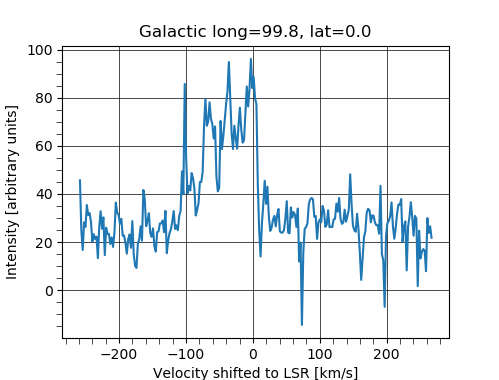 Galactic long=99.8, lat=0.0
Intensity [arbitrary units]
100
80
60
40
20
0
−200 −100 0 100 200
Velocity shifted to LSR [km/s]